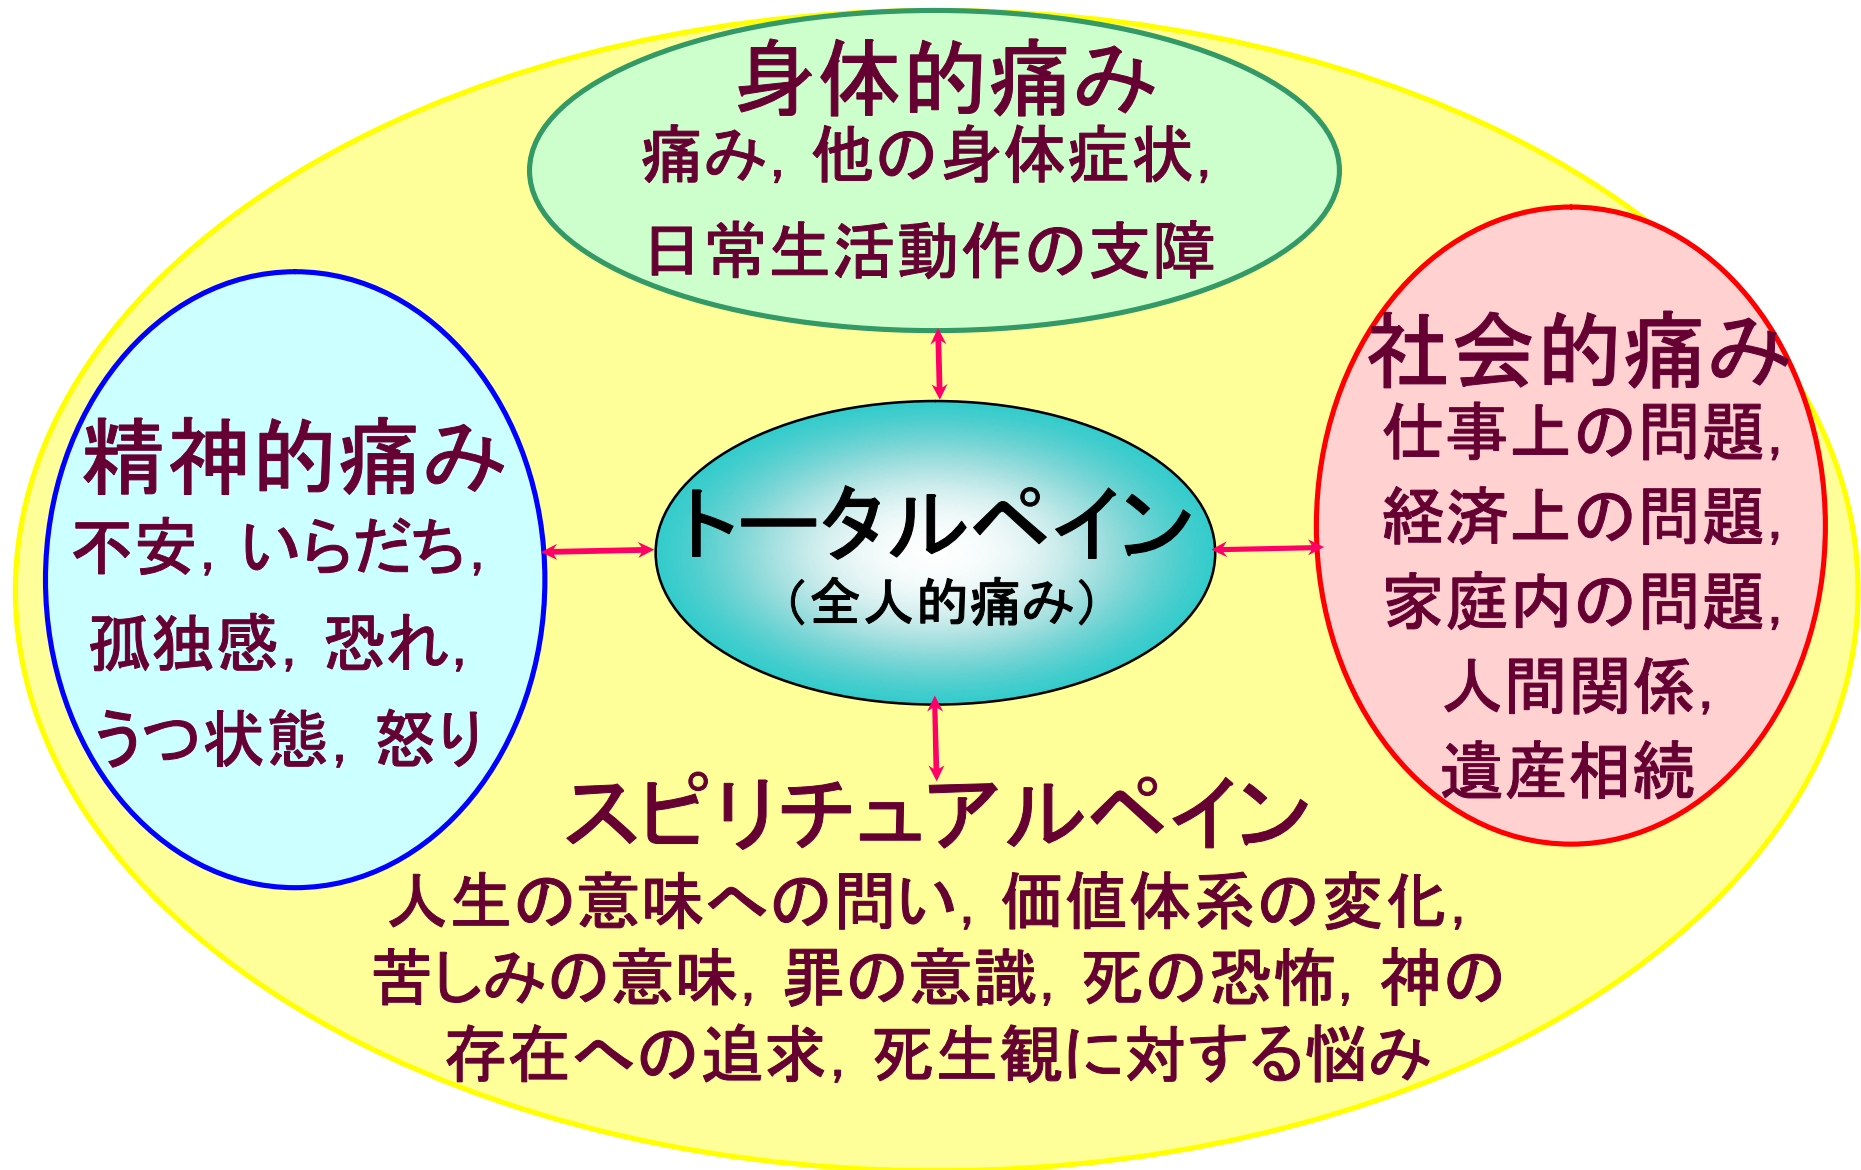 身体的痛み
痛み，他の身体症状，
日常生活動作の支障
精神的痛み
不安，いらだち，
孤独感，恐れ，
うつ状態，怒り
トータルペイン
（全人的痛み）
社会的痛み
仕事上の問題，
経済上の問題，
家庭内の問題，
人間関係，
遺産相続
スピリチュアルペイン
人生の意味への問い，価値体系の変化，
苦しみの意味，罪の意識，死の恐怖，神の
存在への追求，死生観に対する悩み